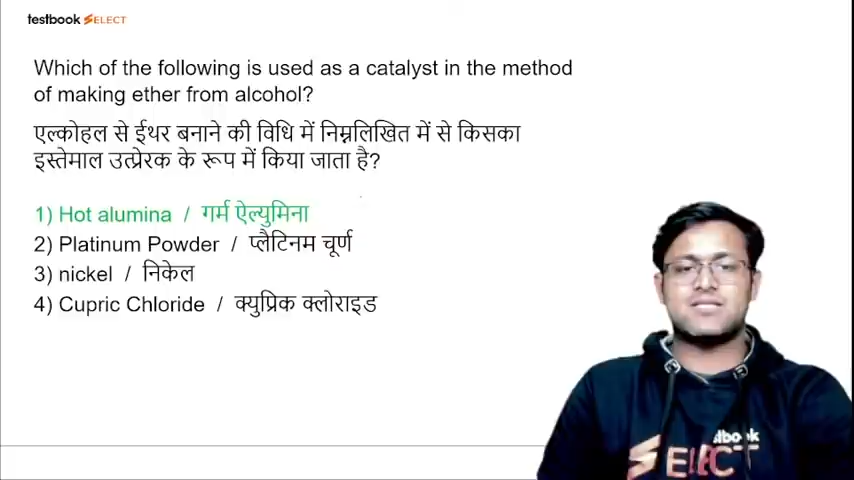 testbook SELECT
Which of the following is used as a catalyst in the method
of making ether from alcohol?
एल्कोहल से ईथर बनाने की विधि में निम्नलिखित में से किसका
इस्तेमाल उत्प्रेरक के रूप में किया जाता है?
1) Hot alumina / गर्म ऐल्युमिना
2) Platinum Powder / प्लैटिनम चूर्ण
3) nickel / निकेल
4) Cupric Chloride / क्युप्रिक क्लोराइड
testbook
SELECT